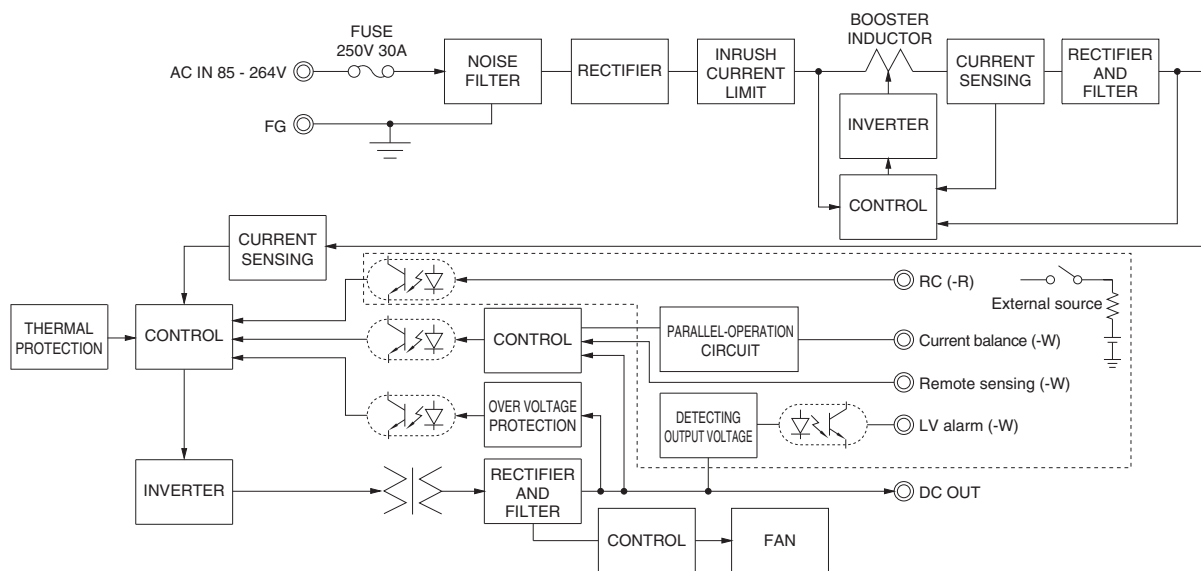 FUSE
250V 30A
AC IN 85 - 264V
FG
NOISE
FILTER
RECTIFIER
INRUSH
CURRENT
LIMIT
BOOSTER
INDUCTOR
CURRENT
SENSING
RECTIFIER
AND
FILTER
INVERTER
CONTROL
CURRENT
SENSING
THERMAL
PROTECTION
CONTROL
RC (-R)
External source
CONTROL
PARALLEL-OPERATION
CIRCUIT
Current balance (-W)
Remote sensing (-W)
OVER VOLTAGE
PROTECTION
DETECTING
OUTPUT VOLTAGE
LV alarm (-W)
INVERTER
RECTIFIER
AND
FILTER
DC OUT
CONTROL
FAN